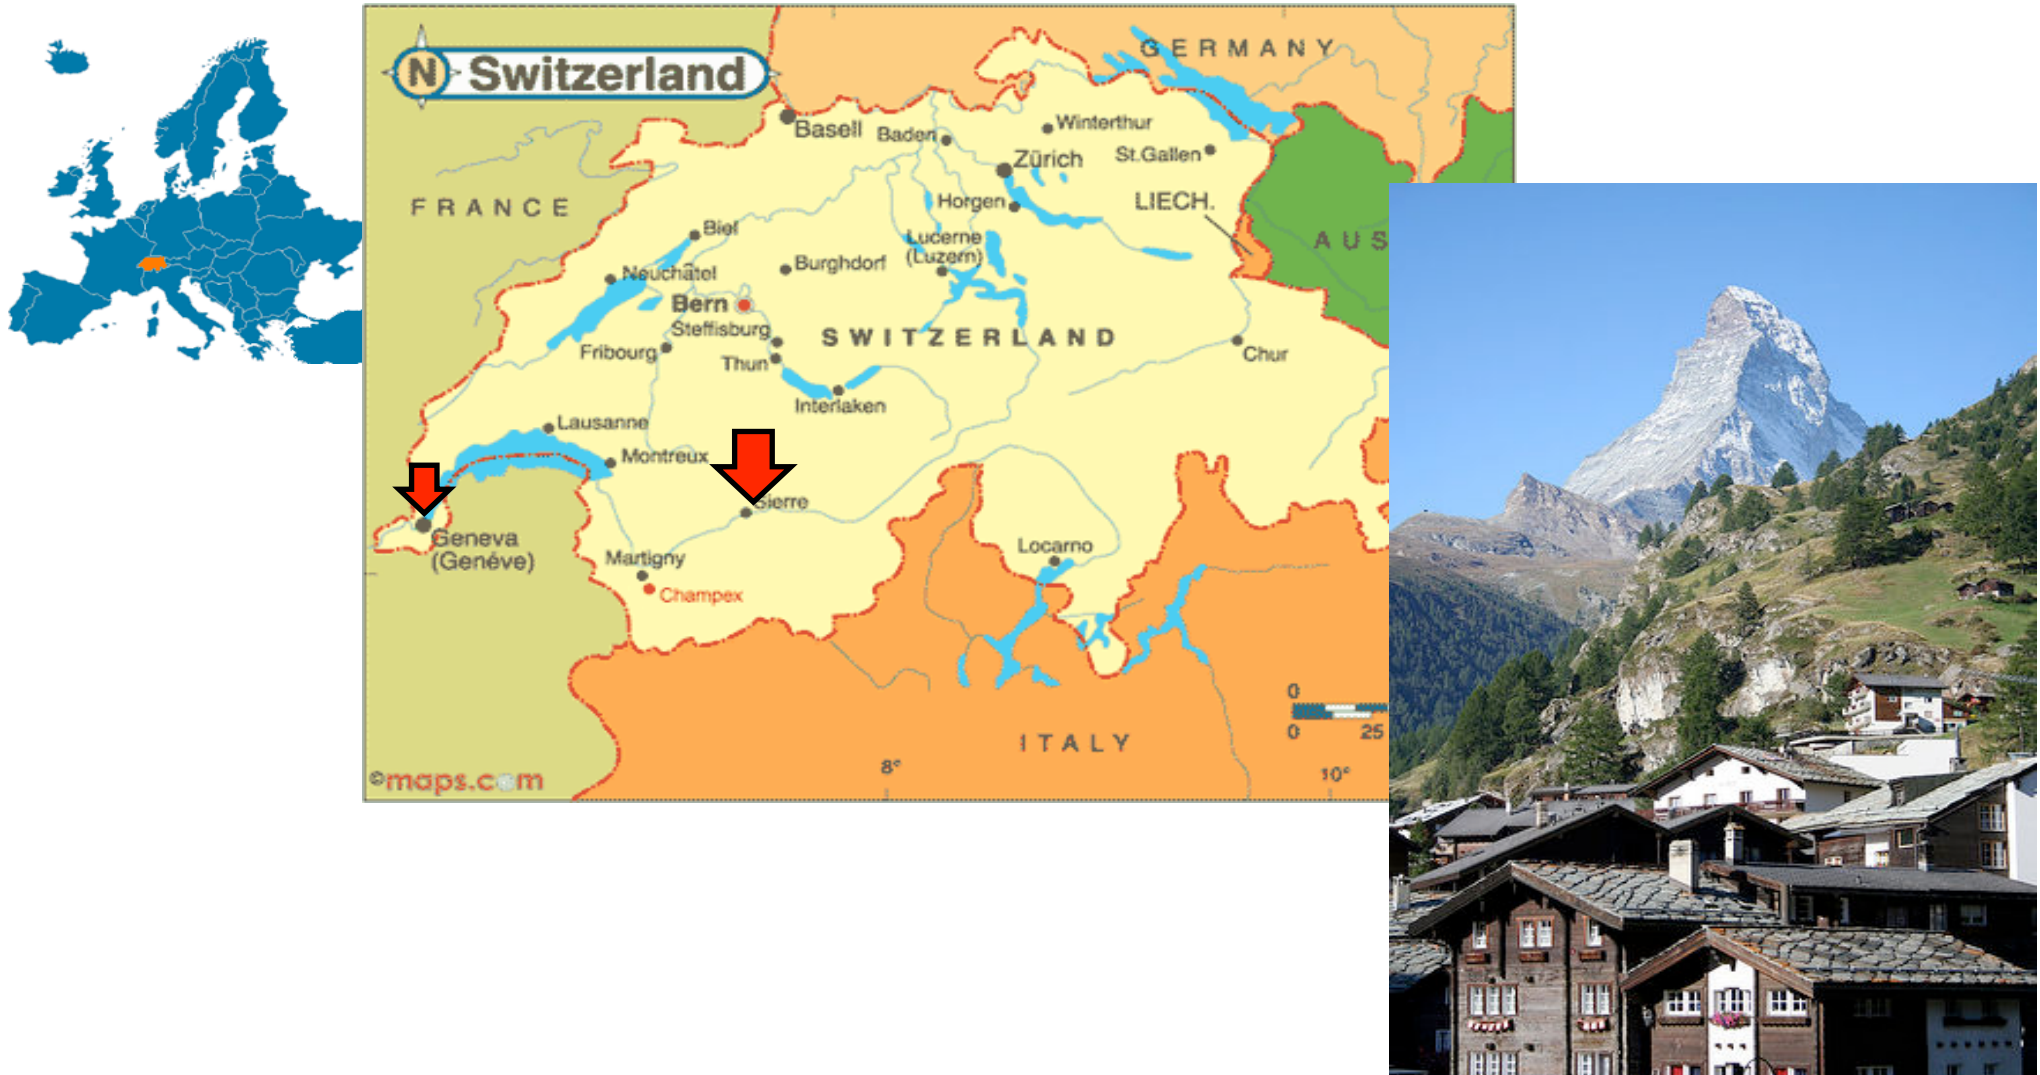 N Switzerland
GERMANY
Basell
Baden
Winterthur
Zürich
St.Gallen
FRANCE
Horgen
LIECH.
Biel
Lucerne
(Luzern)
AUS
Neuchâtel
Burghdorf
Bern
Steffisburg
SWITZERLAND
Fribourg
Thun
Chur
Interlaken
Lausanne
Montreux
Sierre
Geneva
(Genéve)
Martigny
Locarno
Champex
0
0 25
ITALY
8°
10°
©maps.com